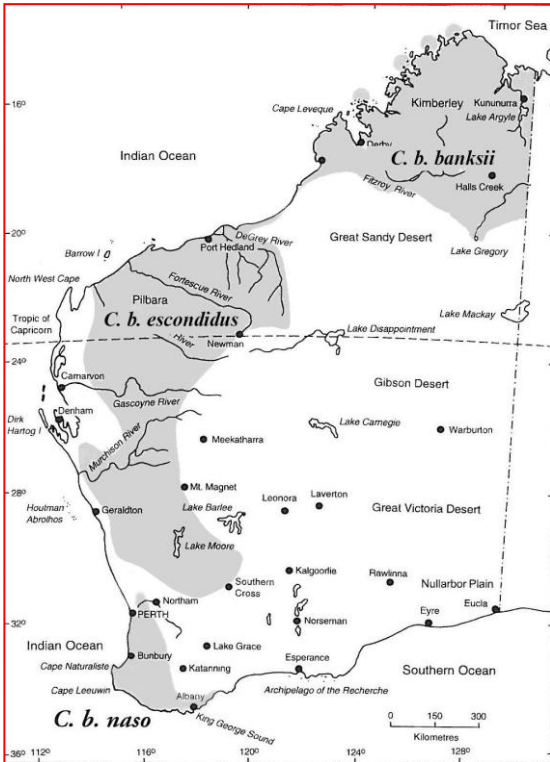 Timor Sea
16°
Cape Leveque
Kimberley
Kununurra
Lake Argyle
Derby
C. b. banksii
Indian Ocean
Halls Creek
Fitzroy River
20°
DeGrey River
Port Hedland
Great Sandy Desert
Lake Gregory
Barrow I
North West Cape
Fortescue River
Pilbara
Tropic of
Capricorn
C. b. escondidus
Lake Mackay
River
Newman
Lake Disappointment
24°
Carnarvon
Gascoyne River
Gibson Desert
Dirk
Hartog I
Denham
Murchison River
Meekatharra
Lake Carnegie
Warburton
28°
Mt. Magnet
Lake Barlee
Leonora
Laverton
Houtman
Abrolhos
Geraldton
Great Victoria Desert
Lake Moore
Kalgoorlie
Rawlinna
Nullarbor Plain
Southern
Cross
Northam
PERTH
Norseman
Eyre
Eucla
32°
Indian Ocean
Lake Grace
Bunbury
Cape Naturaliste
Katanning
Esperance
Southern Ocean
Cape Leeuwin
Albany
Archipelago of the Recherche
C. b. naso
King George Sound
0 150 300
Kilometres
36°
112° 116° 120° 124° 128°